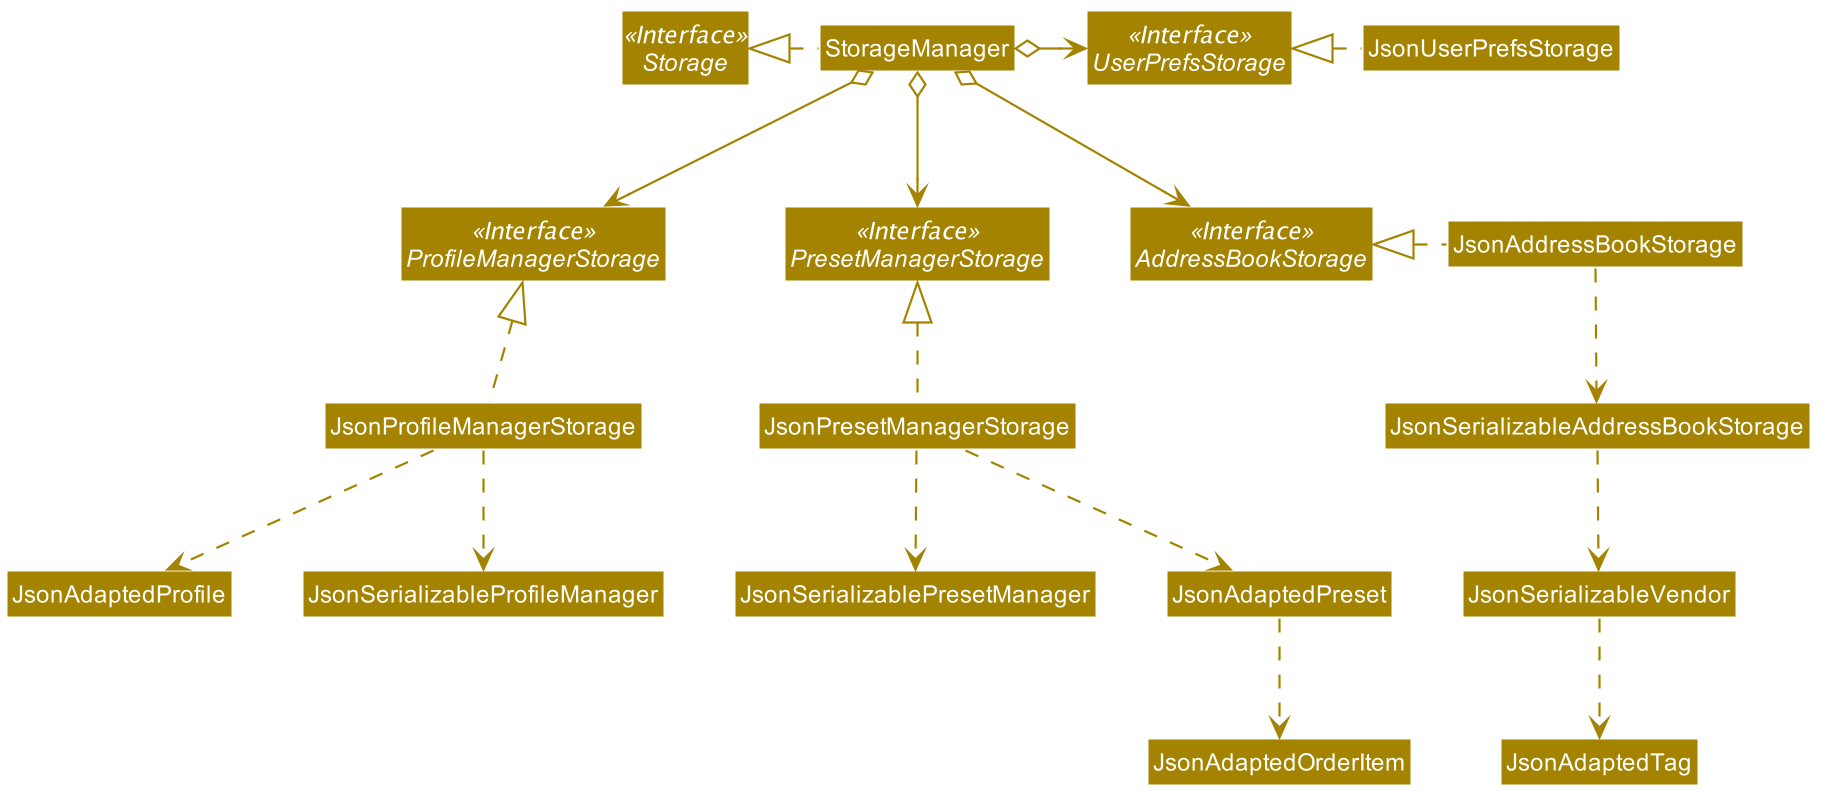 «Interface»
Storage
StorageManager
«Interface»
UserPrefsStorage
JsonUserPrefsStorage
«Interface»
ProfileManagerStorage
«Interface»
PresetManagerStorage
«Interface»
AddressBookStorage
JsonAddressBookStorage
JsonProfileManagerStorage
JsonPresetManagerStorage
JsonSerializableAddressBookStorage
JsonAdaptedProfile
JsonSerializableProfileManager
JsonSerializablePresetManager
JsonAdaptedPreset
JsonSerializableVendor
JsonAdaptedOrderItem
JsonAdaptedTag